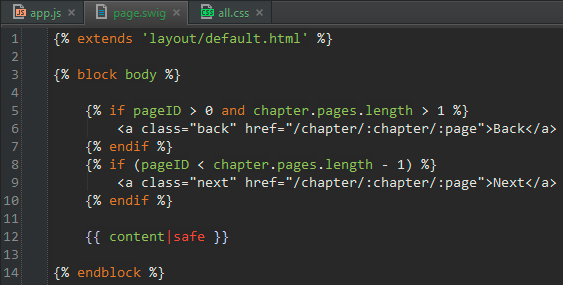 app.js × page.swig × all.css ×
1 {% extends 'layout/default.html' %}
2
3 {% block body %}
4
5 {% if pageID > 0 and chapter.pages.length > 1 %}
6 <a class="back" href="/chapter/:chapter/:page">Back</a>
7 {% endif %}
8 {% if (pageID < chapter.pages.length - 1) %}
9 <a class="next" href="/chapter/:chapter/:page">Next</a>
10 {% endif %}
11
12 {{ content|safe }}
13
14 {% endblock %}